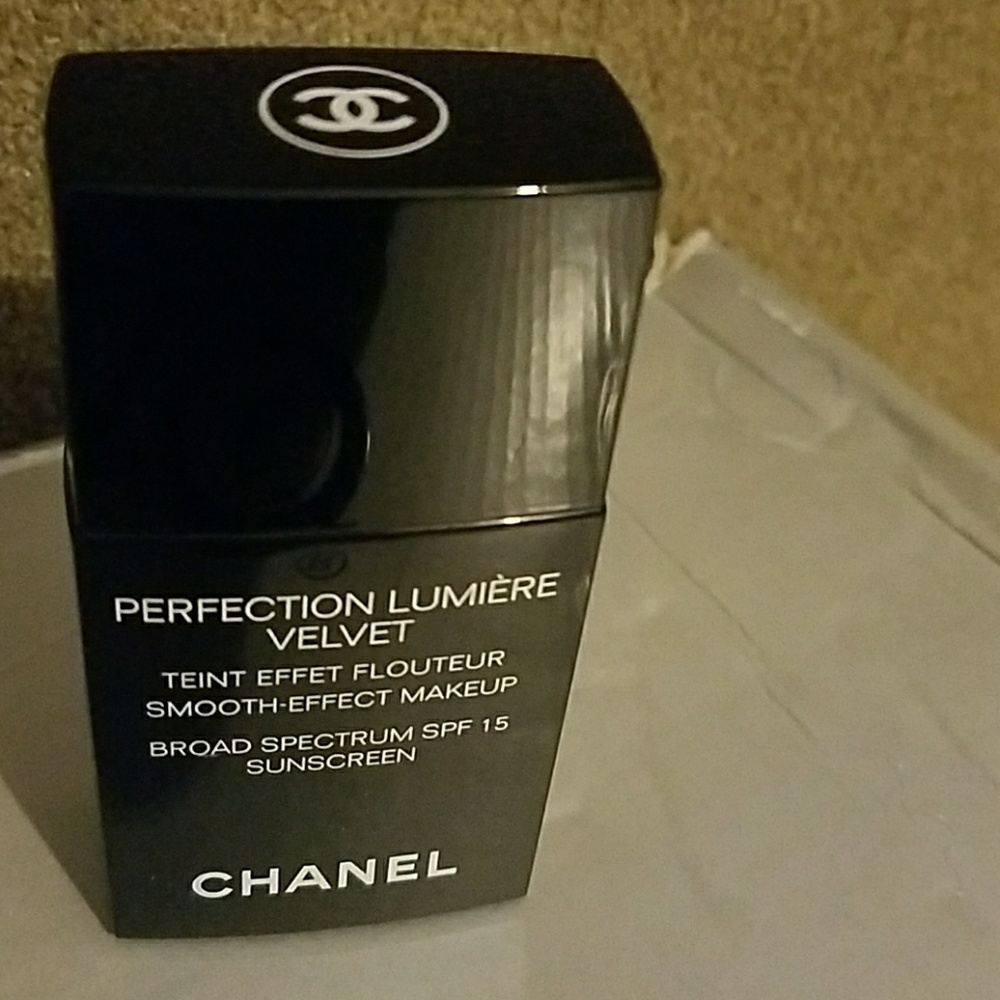 PERFECTION LUMIÈRE
VELVET
TEINT EFFET FLOUTEUR
SMOOTH-EFFECT MAKEUP
BROAD SPECTRUM SPF 15
SUNSCREEN
CHANEL